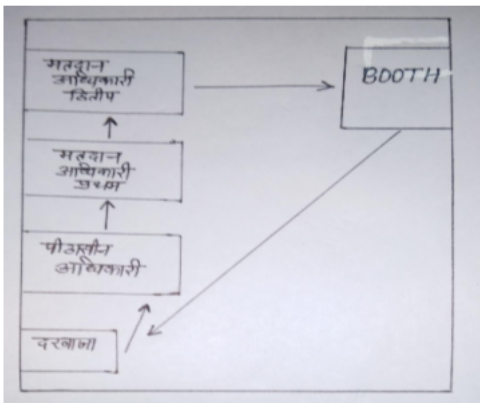 मतदान
अधिकारी
द्वितीय
BOOTH
मतदान
अधिकारी
प्रथम
पीठासीन
अधिकारी
दरवाजा